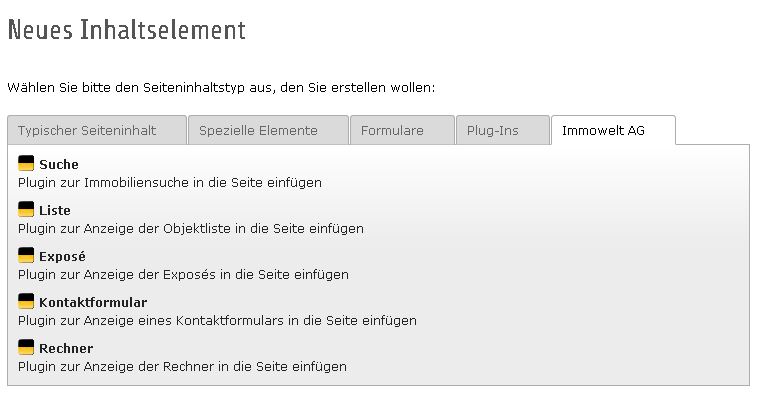 Neues Inhaltselement
Wählen Sie bitte den Seiteninhaltstyp aus, den Sie erstellen wollen:
Typischer Seiteninhalt Spezielle Elemente Formulare Plug-Ins Immowelt AG
Suche
Plugin zur Immobiliensuche in die Seite einfügen
Liste
Plugin zur Anzeige der Objektliste in die Seite einfügen
Exposé
Plugin zur Anzeige der Exposés in die Seite einfügen
Kontaktformular
Plugin zur Anzeige eines Kontaktformulars in die Seite einfügen
Rechner
Plugin zur Anzeige der Rechner in die Seite einfügen